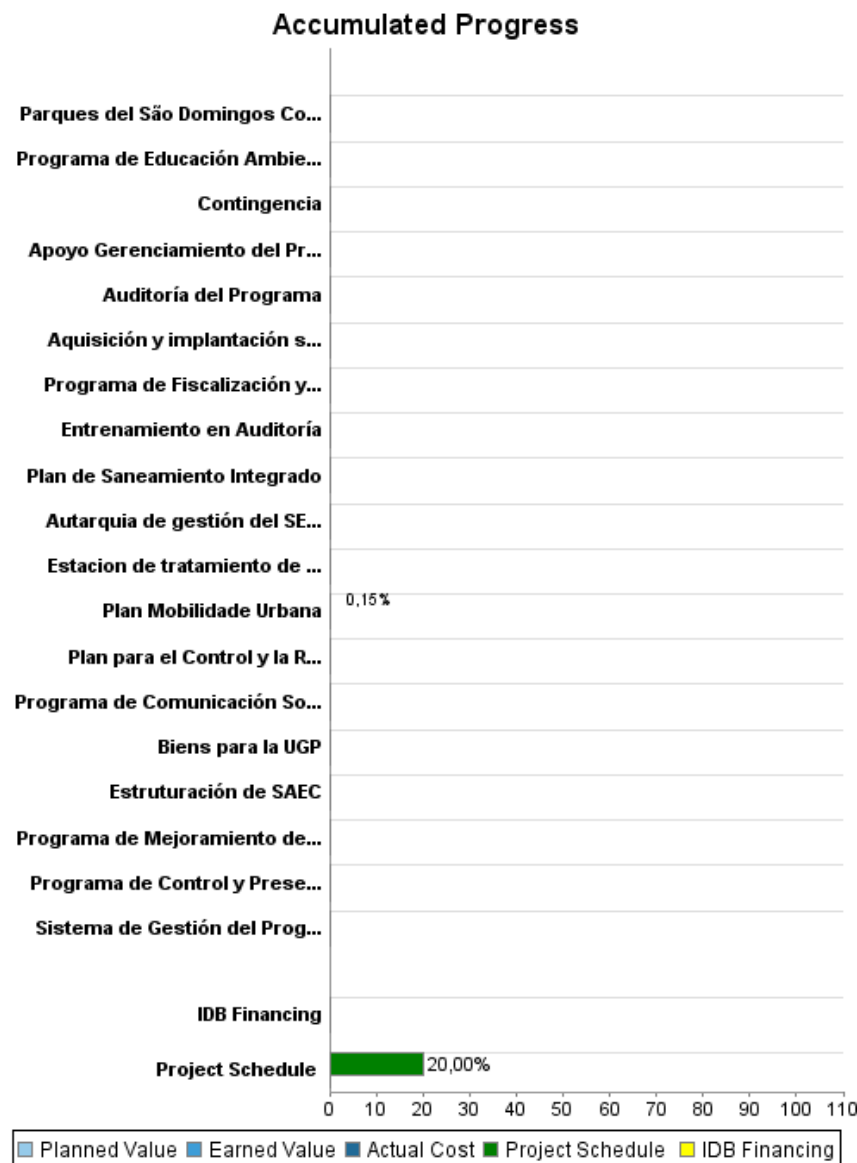 Accumulated Progress
Parques del São Domingos Co...
Programa de Educación Ambie...
Contingencia
Apoyo Gerenciamiento del Pr...
Auditoría del Programa
Aquisición y implantación s...
Programa de Fiscalización y...
Entrenamiento en Auditoría
Plan de Saneamiento Integrado
Autarquia de gestión del SE...
Estacion de tratamiento de ...
0,15%
Plan Mobilidade Urbana
Plan para el Control y la R...
Programa de Comunicación So...
Biens para la UGP
Estruturación de SAEC
Programa de Mejoramiento de...
Programa de Control y Prese...
Sistema de Gestión del Prog...
IDB Financing
Project Schedule 20,00%
0 10 20 30 40 50 60 70 80 90 100 110
Planned Value Earned Value Actual Cost Project Schedule IDB Financing